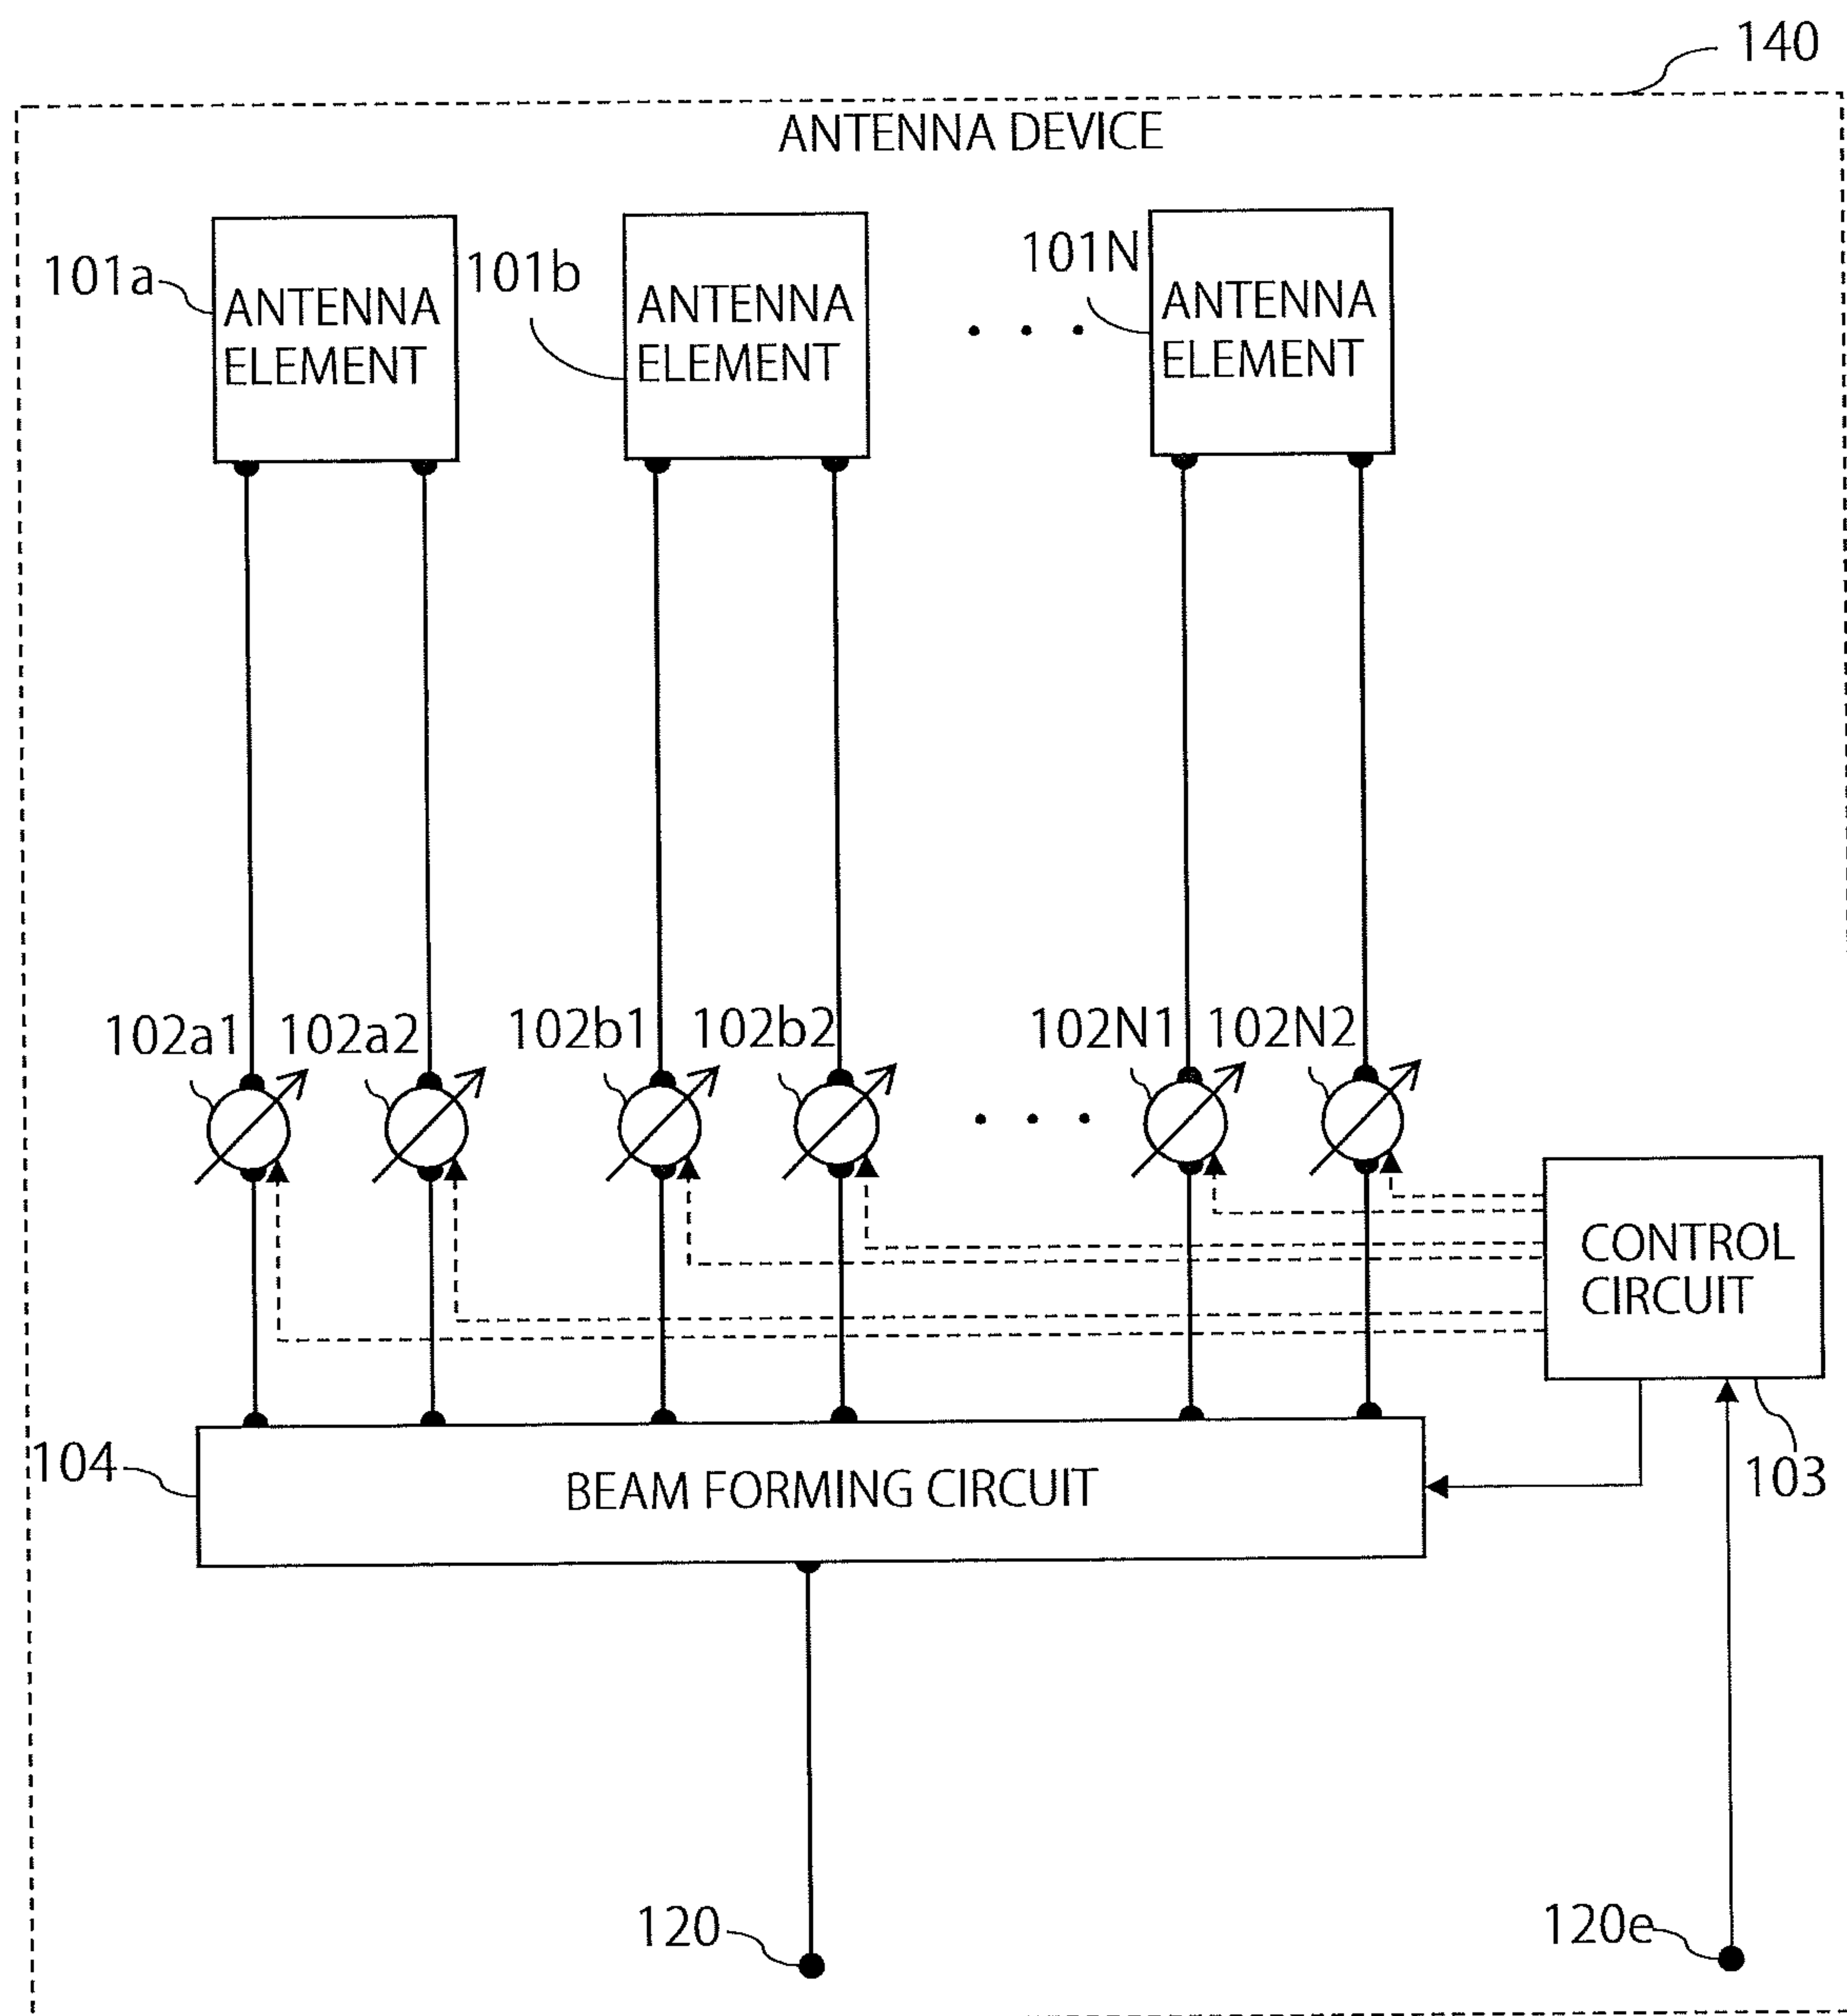 140
ANTENNA DEVICE
101a
ANTENNA
ELEMENT
101b
ANTENNA
ELEMENT
101N
ANTENNA
ELEMENT
102a1
102a2
102b1
102b2
102N1
102N2
CONTROL
CIRCUIT
103
104
BEAM FORMING CIRCUIT
120
120e